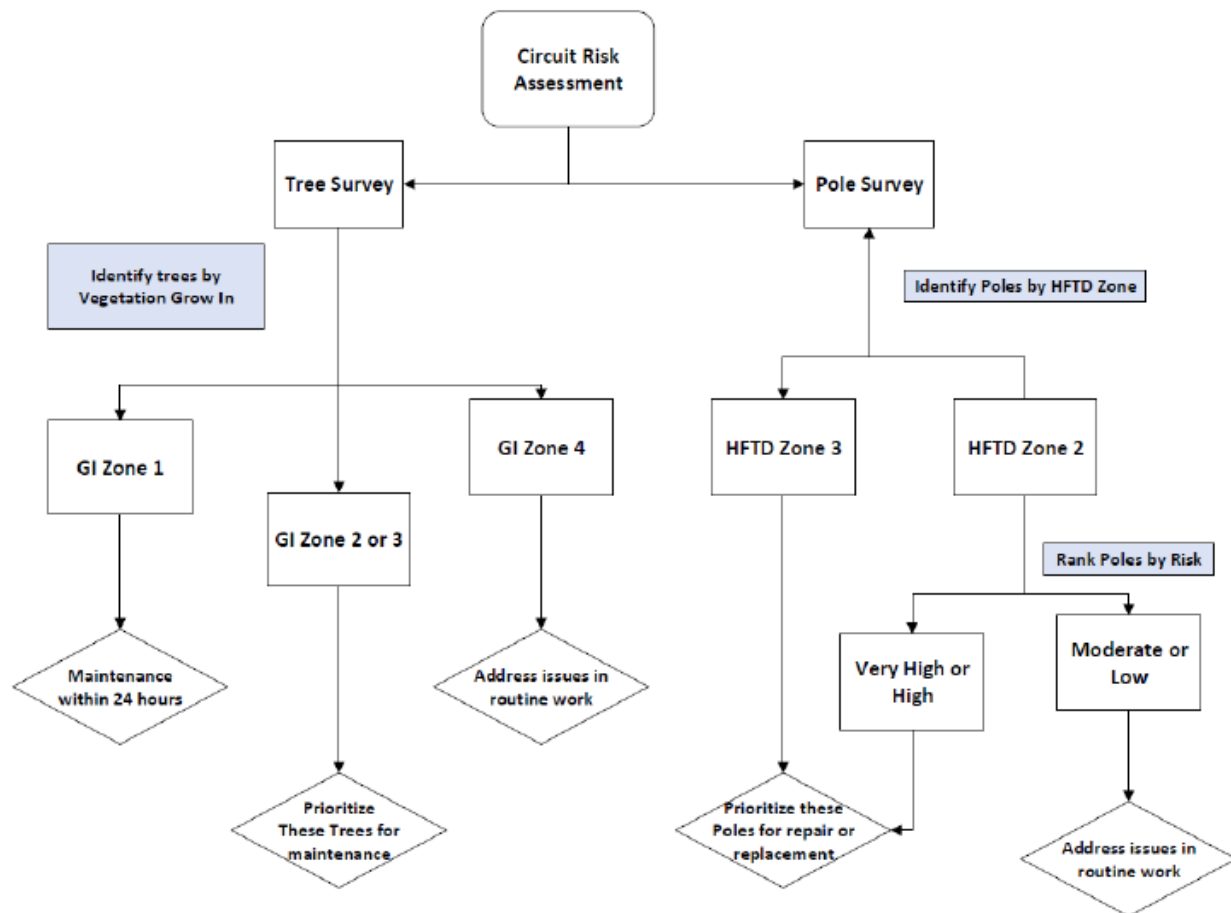 Circuit Risk
Assessment
Tree Survey
Pole Survey
Identify trees by
Vegetation Grow In
Identify Poles by HFTD Zone
GI Zone 1
GI Zone 2 or 3
GI Zone 4
HFTD Zone 3
HFTD Zone 2
Rank Poles by Risk
Very High or
High
Moderate or
Low
Maintenance
within 24 hours
Address issues in
routine work
Prioritize
These Trees for
maintenance
Prioritize these
Poles for repair or
replacement.
Address issues in
routine work